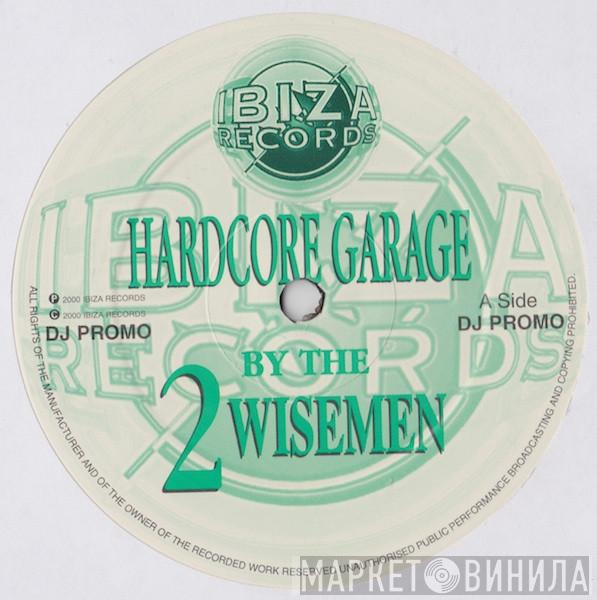 IBIZA
RECORDS
IBIZA
RECORDS
HARDCORE GARAGE
℗ 2000 IBIZA RECORDS
© 2000 IBIZA RECORDS
DJ PROMO
A Side
DJ PROMO
BY THE
2 WISEMEN
ALL RIGHTS OF THE MANUFACTURER AND OF THE OWNER OF THE RECORDED WORK RESERVED. UNAUTHORISED PUBLIC PERFORMANCE BROADCASTING AND COPYING PROHIBITED.
МАРКЕТ ВИНИЛА